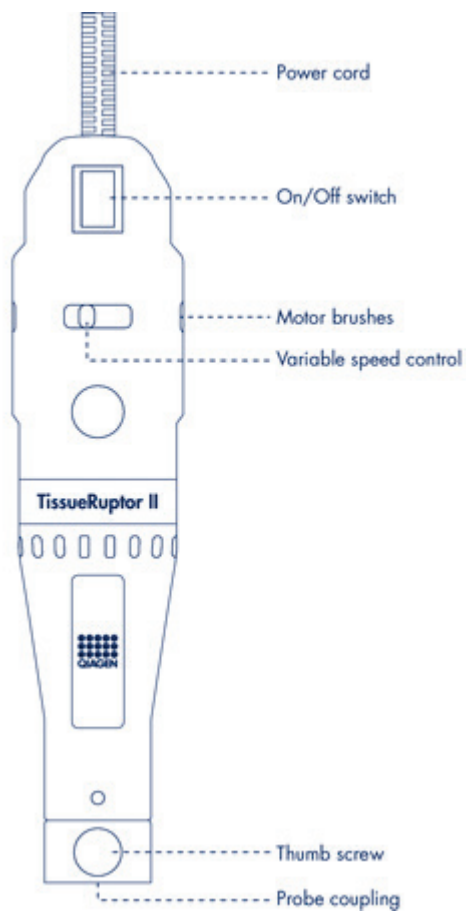 Power cord
On/Off switch
Motor brushes
Variable speed control
TissueRuptor II
QIAGEN
Thumb screw
Probe coupling